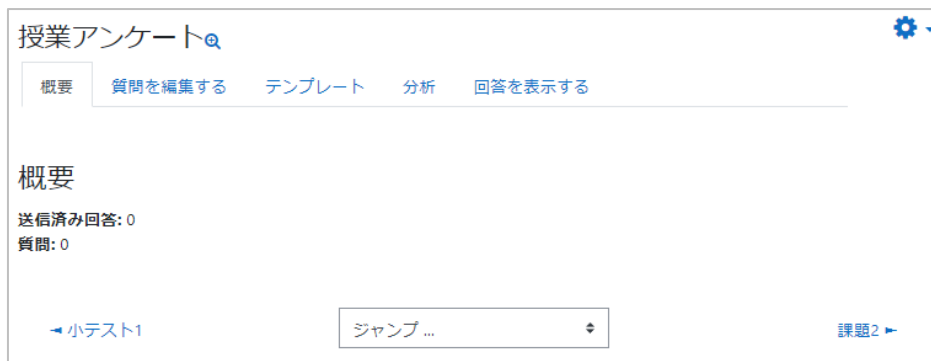 授業アンケート
概要 質問を編集する テンプレート 分析 回答を表示する
概要
送信済み回答: 0
質問: 0
◄ 小テスト1 ジャンプ ... 課題2 ►